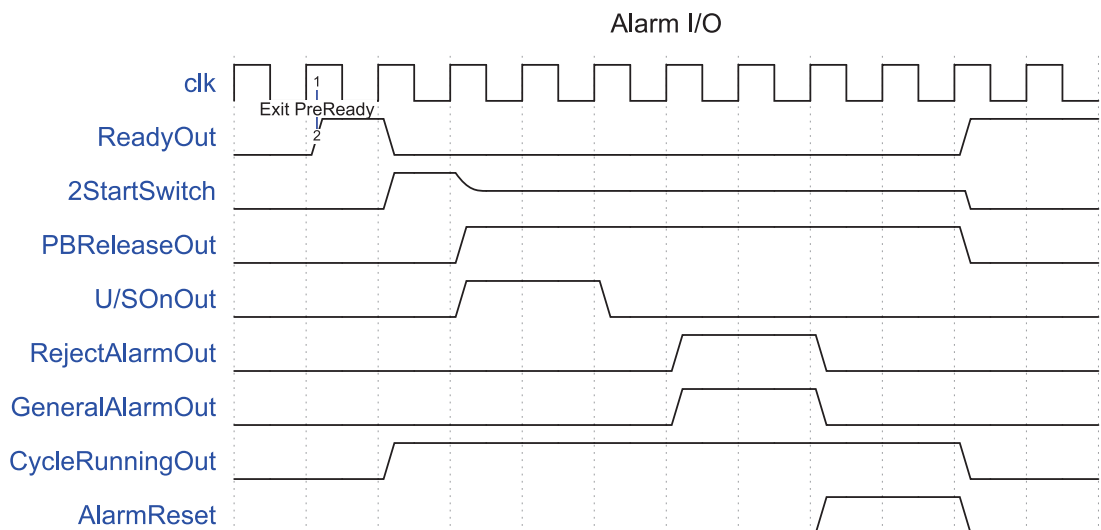 Alarm I/O
clk
1
Exit PreReady
2
ReadyOut
2StartSwitch
PBReleaseOut
U/SOnOut
RejectAlarmOut
GeneralAlarmOut
CycleRunningOut
AlarmReset